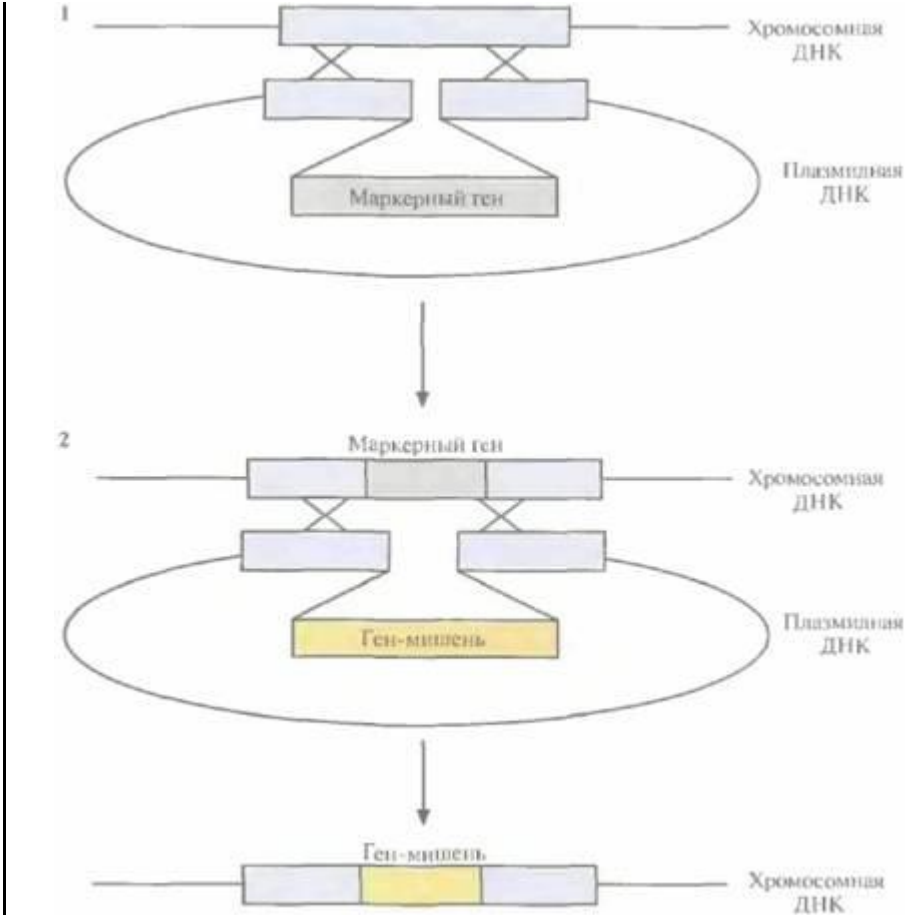 1
Хромосомная
ДНК
Плазмидная
ДНК
Маркерный ген
2
Маркерный ген
Хромосомная
ДНК
Плазмидная
ДНК
Ген-мишень
Ген-мишень
Хромосомная
ДНК